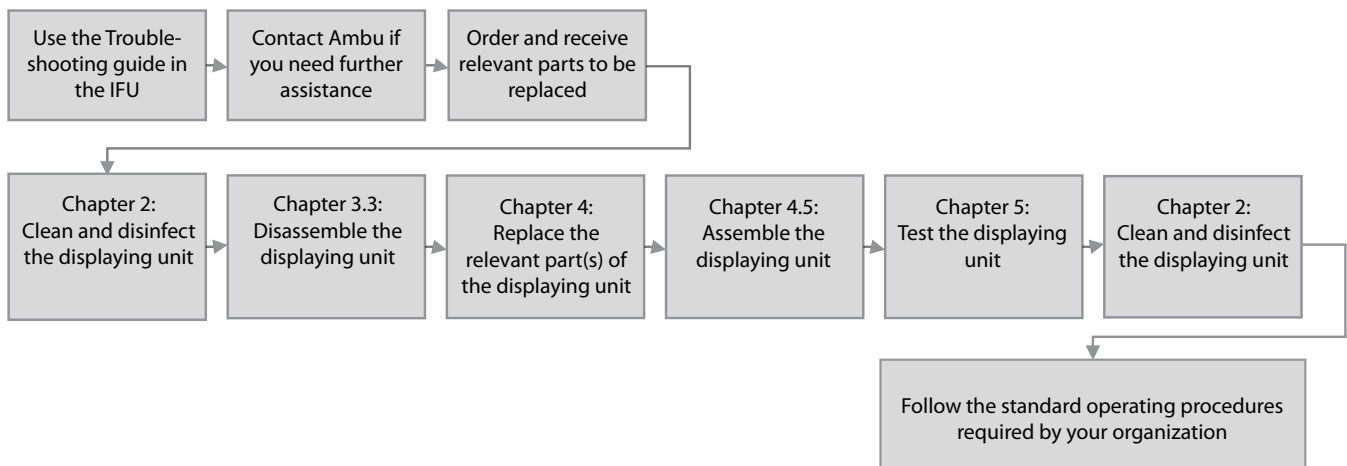 Use the Trouble-
shooting guide in
the IFU
Contact Ambu if
you need further
assistance
Order and receive
relevant parts to be
replaced
Chapter 2:
Clean and disinfect
the displaying unit
Chapter 3.3:
Disassemble the
displaying unit
Chapter 4:
Replace the
relevant part(s) of
the displaying unit
Chapter 4.5:
Assemble the
displaying unit
Chapter 5:
Test the displaying
unit
Chapter 2:
Clean and disinfect
the displaying unit
Follow the standard operating procedures
required by your organization